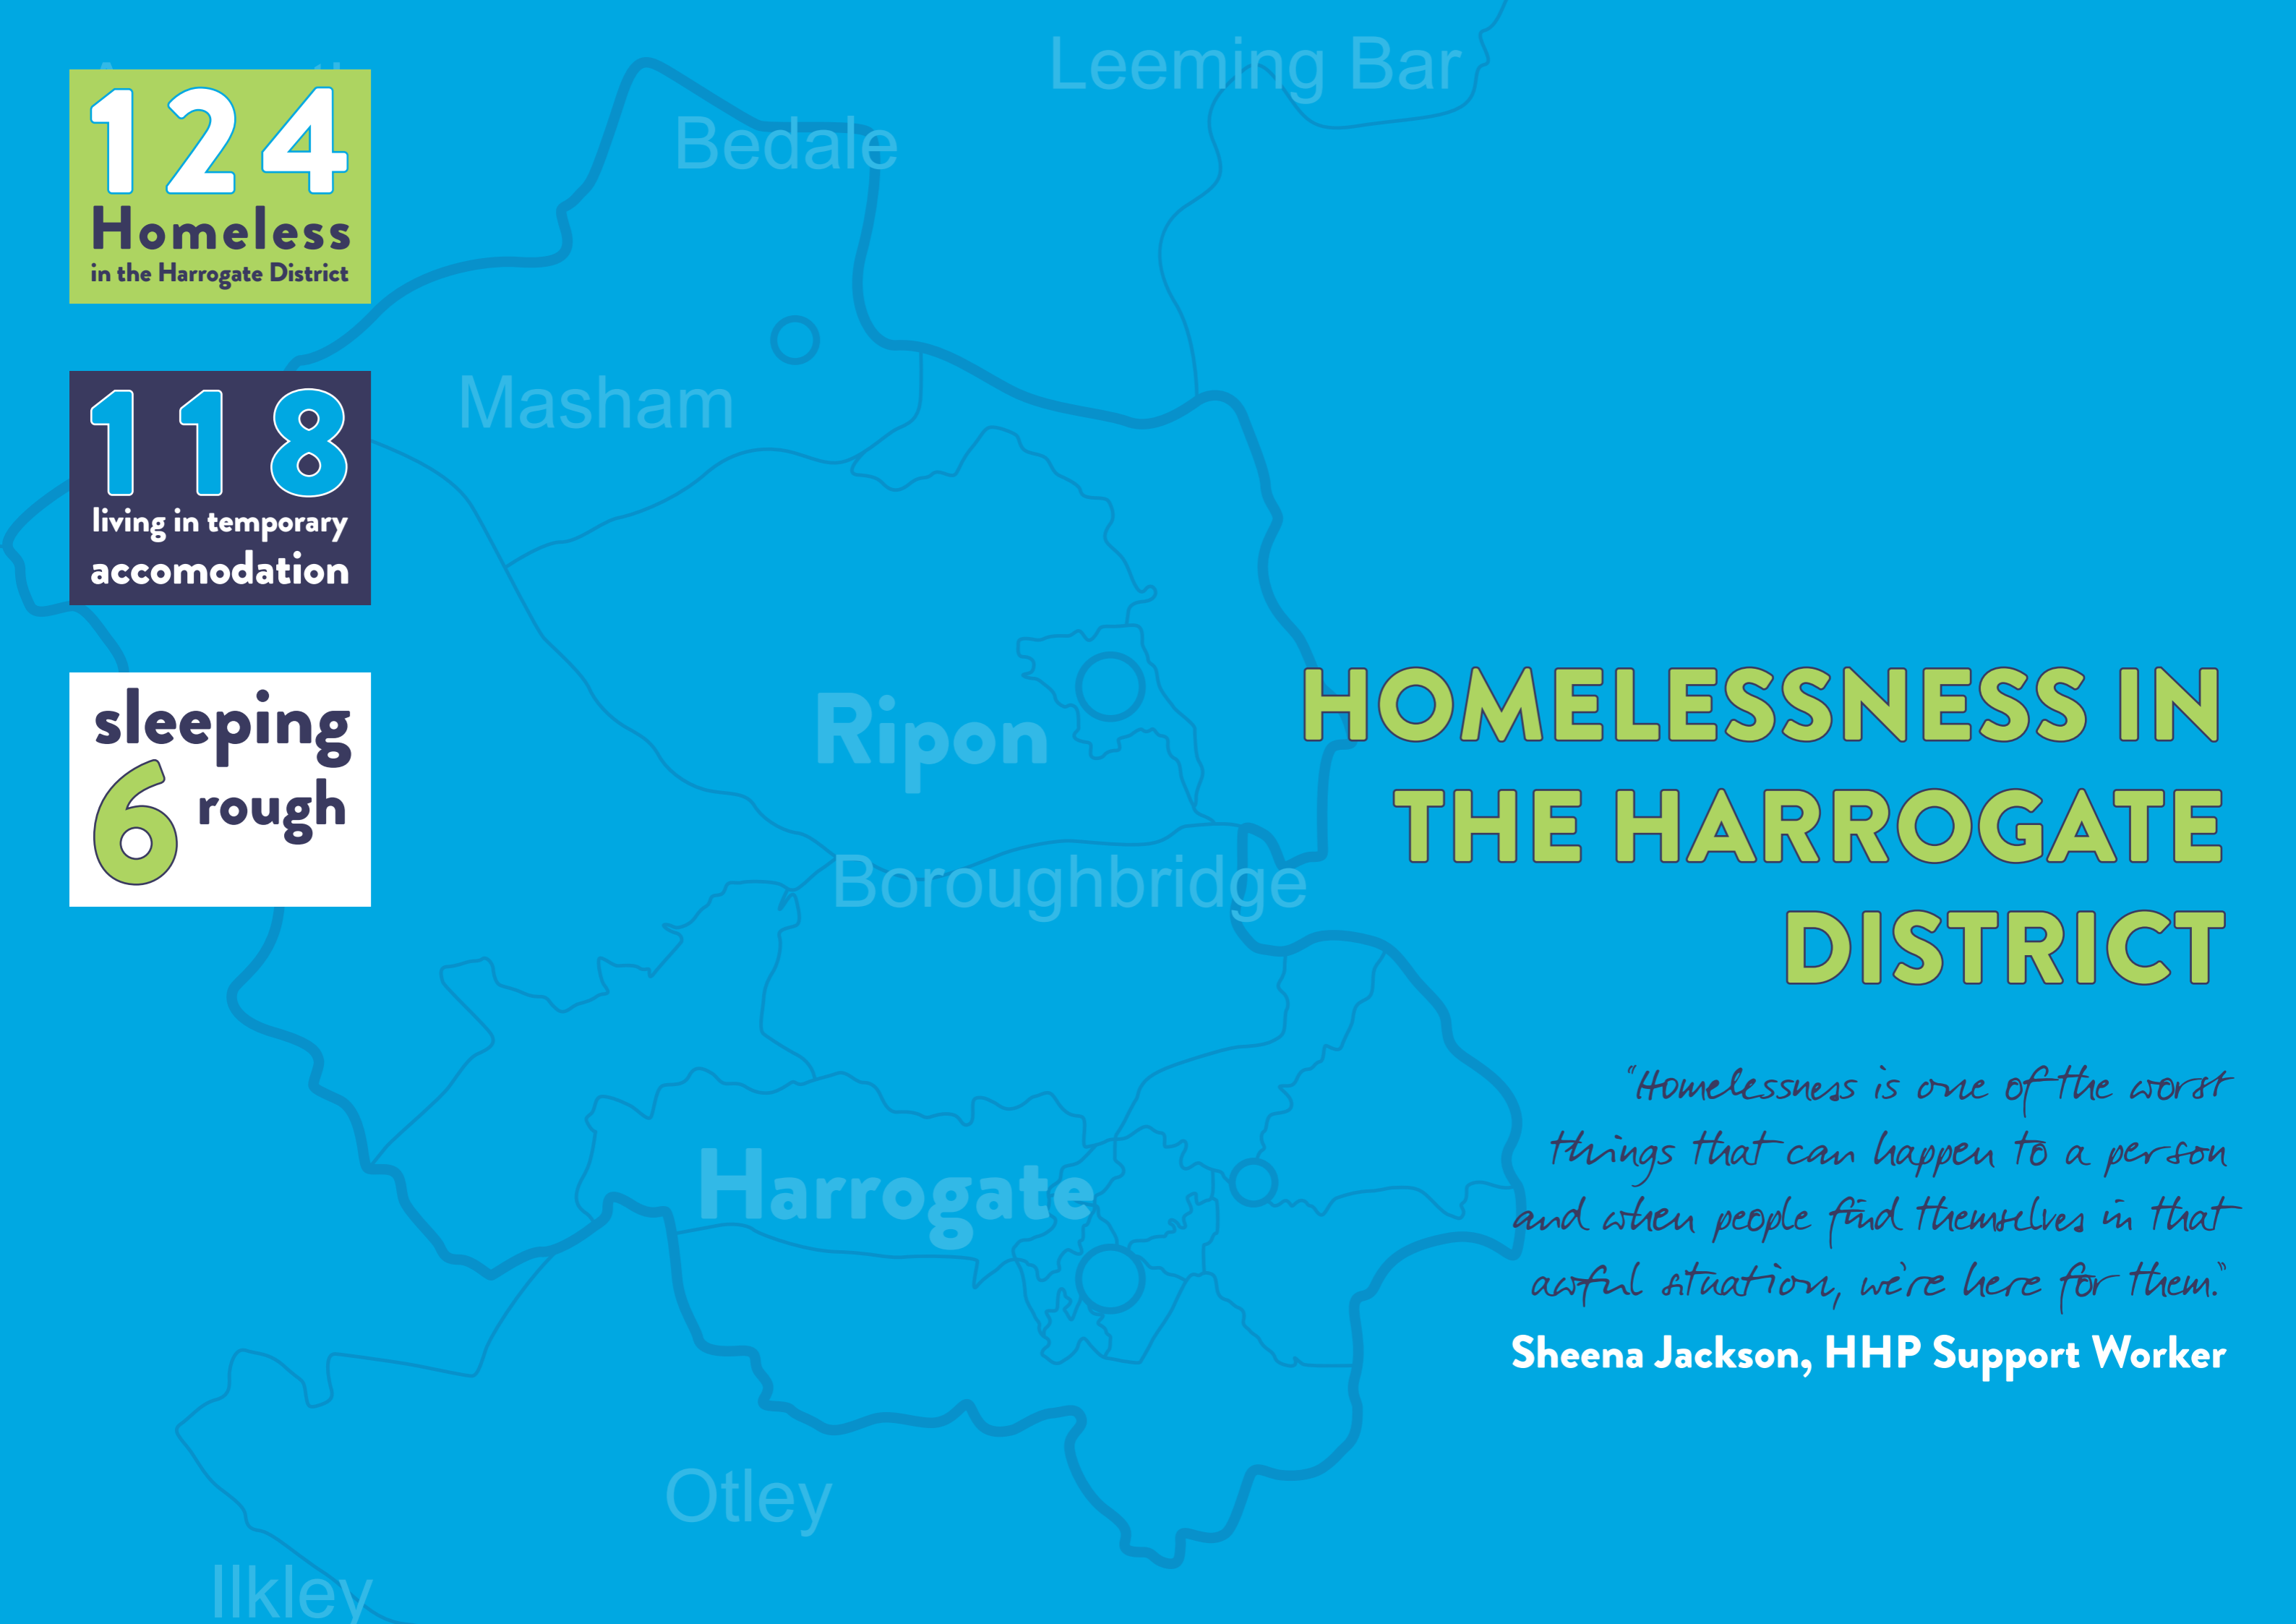 Leeming Bar
Bedale
124
Homeless
in the Harrogate District
Masham
118
living in temporary
accomodation
sleeping
6 rough
Ripon
Boroughbridge
HOMELESSNESS IN
THE HARROGATE
DISTRICT
"Homelessness is one of the worst
things that can happen to a person
and when people find themselves in that
awful situation, we're here for them."
Sheena Jackson, HHP Support Worker
Harrogate
Otley
Ilkley